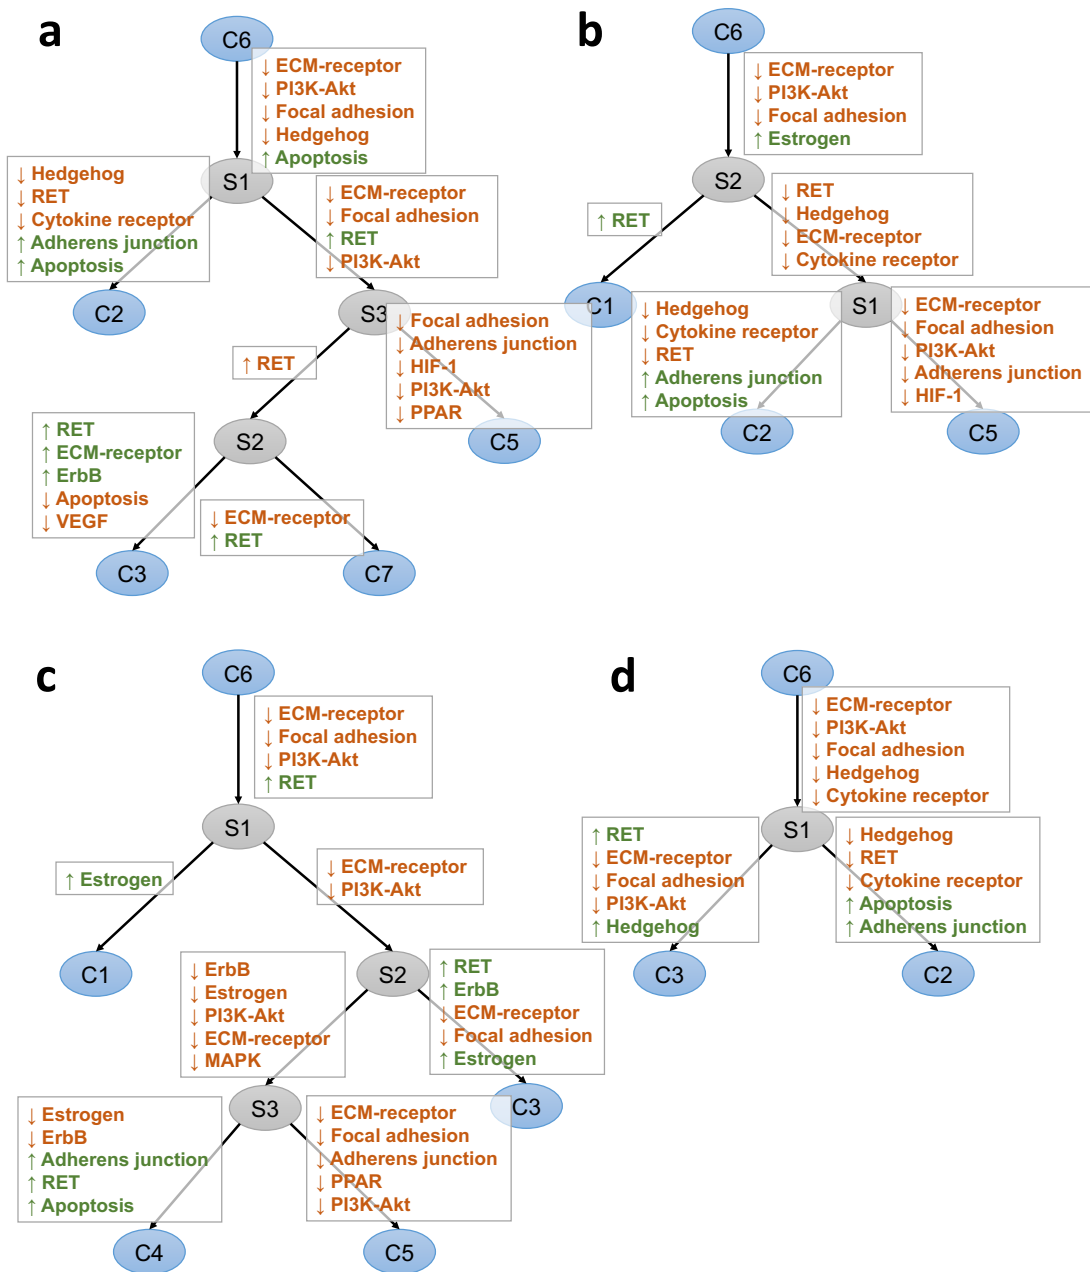 a
C6
↓ ECM-receptor
↓ PI3K-Akt
↓ Focal adhesion
↓ Hedgehog
↑ Apoptosis
S1
↓ Hedgehog
↓ RET
↓ Cytokine receptor
↑ Adherens junction
↑ Apoptosis
↓ ECM-receptor
↓ Focal adhesion
↑ RET
↓ PI3K-Akt
C2
S3
↓ Focal adhesion
↓ Adherens junction
↓ HIF-1
↓ PI3K-Akt
↓ PPAR
↑ RET
S2
C5
↑ RET
↑ ECM-receptor
↑ ErbB
↓ Apoptosis
↓ VEGF
↓ ECM-receptor
↑ RET
C3
C7
b
C6
↓ ECM-receptor
↓ PI3K-Akt
↓ Focal adhesion
↑ Estrogen
S2
↑ RET
↓ RET
↓ Hedgehog
↓ ECM-receptor
↓ Cytokine receptor
C1
S1
↓ Hedgehog
↓ Cytokine receptor
↓ RET
↑ Adherens junction
↑ Apoptosis
↓ ECM-receptor
↓ Focal adhesion
↓ PI3K-Akt
↓ Adherens junction
↓ HIF-1
C2
C5
c
C6
↓ ECM-receptor
↓ Focal adhesion
↓ PI3K-Akt
↑ RET
S1
↑ Estrogen
↓ ECM-receptor
↓ PI3K-Akt
C1
S2
↓ ErbB
↓ Estrogen
↓ PI3K-Akt
↓ ECM-receptor
↓ MAPK
↑ RET
↑ ErbB
↓ ECM-receptor
↓ Focal adhesion
↑ Estrogen
S3
C3
↓ Estrogen
↓ ErbB
↑ Adherens junction
↑ RET
↑ Apoptosis
↓ ECM-receptor
↓ Focal adhesion
↓ Adherens junction
↓ PPAR
↓ PI3K-Akt
C4
C5
d
C6
↓ ECM-receptor
↓ PI3K-Akt
↓ Focal adhesion
↓ Hedgehog
↓ Cytokine receptor
S1
↑ RET
↓ ECM-receptor
↓ Focal adhesion
↓ PI3K-Akt
↑ Hedgehog
↓ Hedgehog
↓ RET
↓ Cytokine receptor
↑ Apoptosis
↑ Adherens junction
C3
C2